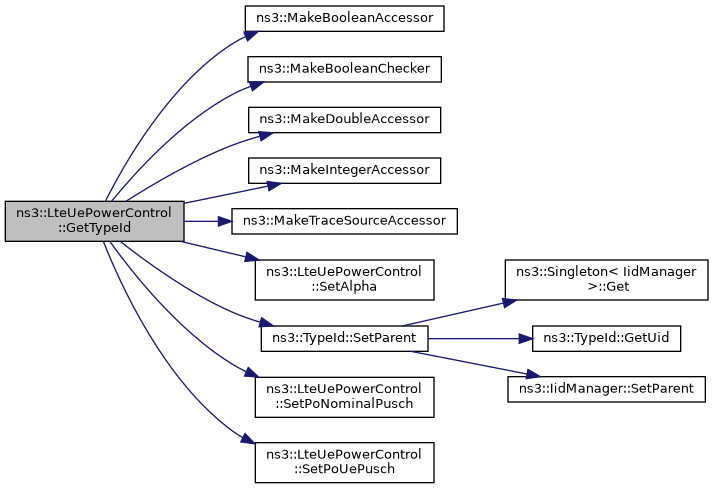 ns3::LteUePowerControl
::GetTypeId
ns3::MakeBooleanAccessor
ns3::MakeBooleanChecker
ns3::MakeDoubleAccessor
ns3::MakeIntegerAccessor
ns3::MakeTraceSourceAccessor
ns3::LteUePowerControl
::SetAlpha
ns3::TypeId::SetParent
ns3::LteUePowerControl
::SetPoNominalPusch
ns3::LteUePowerControl
::SetPoUePusch
ns3::Singleton< IidManager
>::Get
ns3::TypeId::GetUid
ns3::IidManager::SetParent